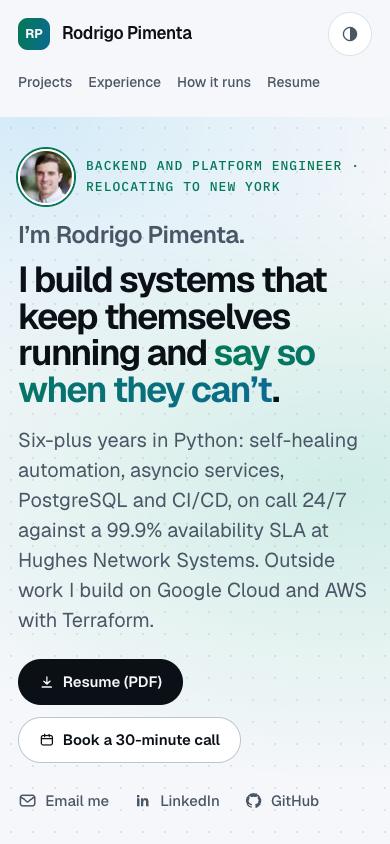 RP Rodrigo Pimenta
Projects Experience How it runs Resume
BACKEND AND PLATFORM ENGINEER ·
RELOCATING TO NEW YORK
I’m Rodrigo Pimenta.
I build systems that
keep themselves
running and say so
when they can’t.
Six-plus years in Python: self-healing
automation, asyncio services,
PostgreSQL and CI/CD, on call 24/7
against a 99.9% availability SLA at
Hughes Network Systems. Outside
work I build on Google Cloud and AWS
with Terraform.
Resume (PDF)
Book a 30-minute call
Email me LinkedIn GitHub